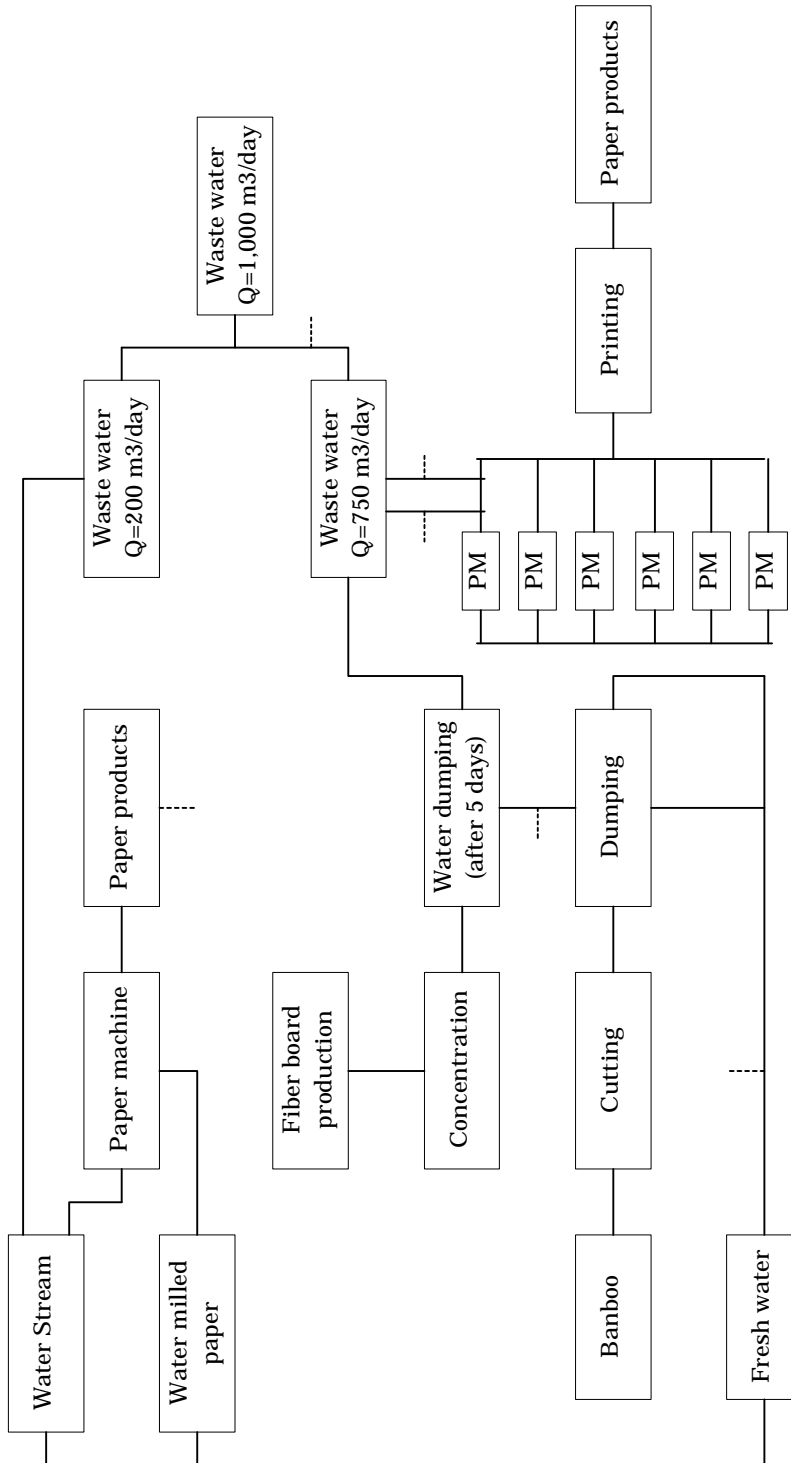 Water Stream
Paper machine
Paper products
Waste water
Q=200 m3/day
Water milled
paper
Waste water
Q=1,000 m3/day
Fiber board
production
Waste water
Q=750 m3/day
Concentration
Water dumping
(after 5 days)
PM
PM
PM
PM
PM
PM
Banboo
Cutting
Dumping
Printing
Paper products
Fresh water